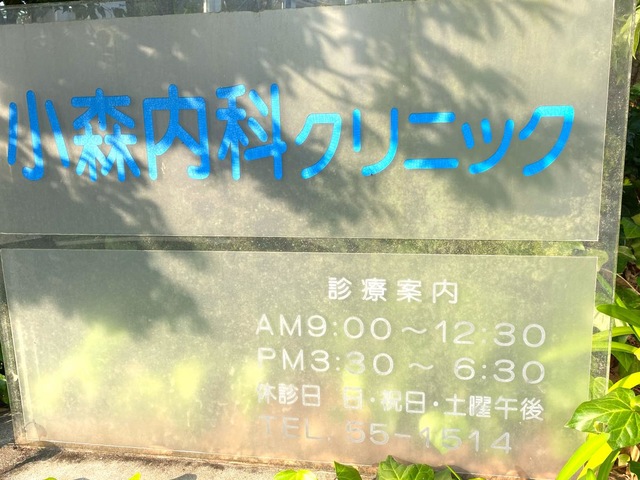 小森内科クリニック
診療案内
AM9:00～12:30
PM3:30～6:30
休診日 日・祝日・土曜午後
TEL. 55-1514